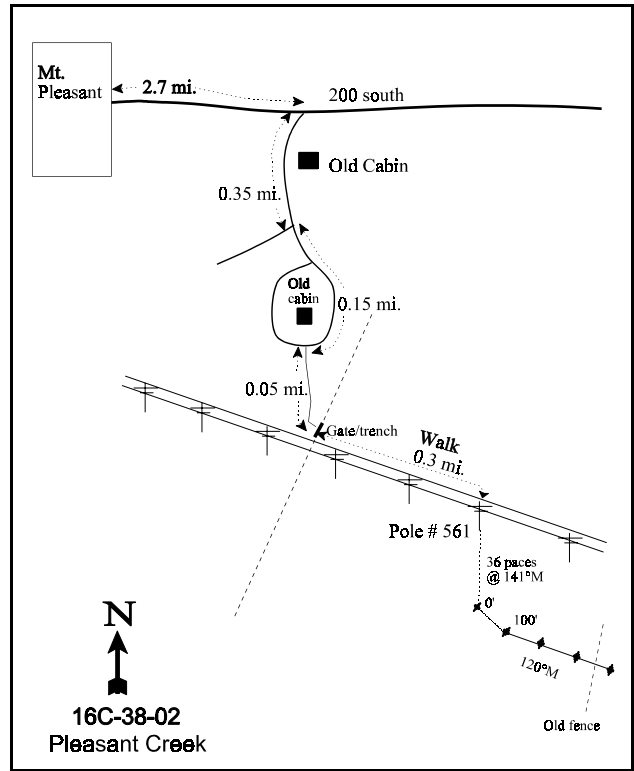 Mt.
Pleasant
2.7 mi.
200 south
Old Cabin
0.35 mi.
Old
cabin
0.15 mi.
0.05 mi.
Gate/trench
Walk
0.3 mi.
Pole # 561
36 paces
@ 141°M
0'
100'
120°M
Old fence
N
16C-38-02
Pleasant Creek